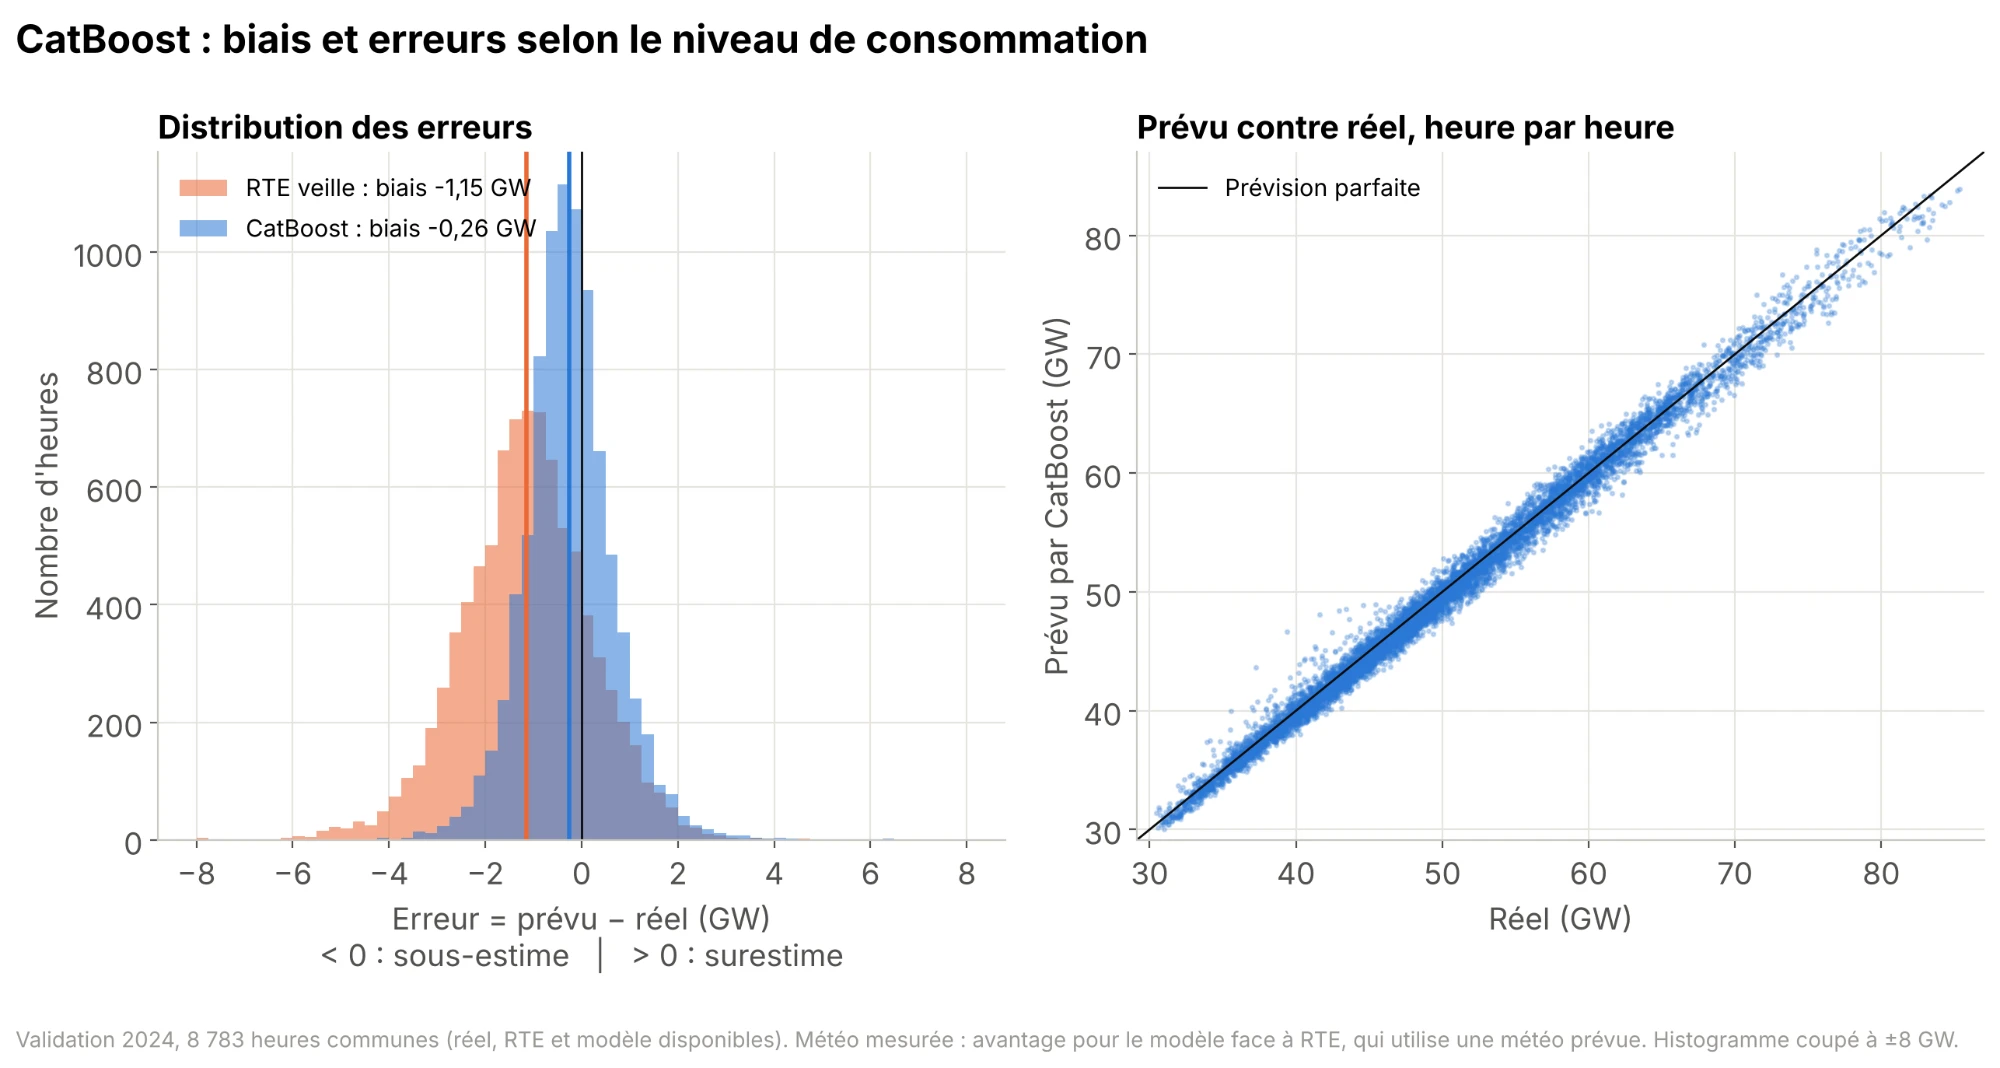 CatBoost : biais et erreurs selon le niveau de consommation
Distribution des erreurs
RTE veille : biais -1,15 GW
CatBoost : biais -0,26 GW
Nombre d'heures
1000
800
600
400
200
0
−8 −6 −4 −2 0 2 4 6 8
Erreur = prévu − réel (GW)
< 0 : sous-estime | > 0 : surestime
Prévu contre réel, heure par heure
Prévision parfaite
Prévu par CatBoost (GW)
80
70
60
50
40
30
30 40 50 60 70 80
Réel (GW)
Validation 2024, 8 783 heures communes (réel, RTE et modèle disponibles). Météo mesurée : avantage pour le modèle face à RTE, qui utilise une météo prévue. Histogramme coupé à ±8 GW.